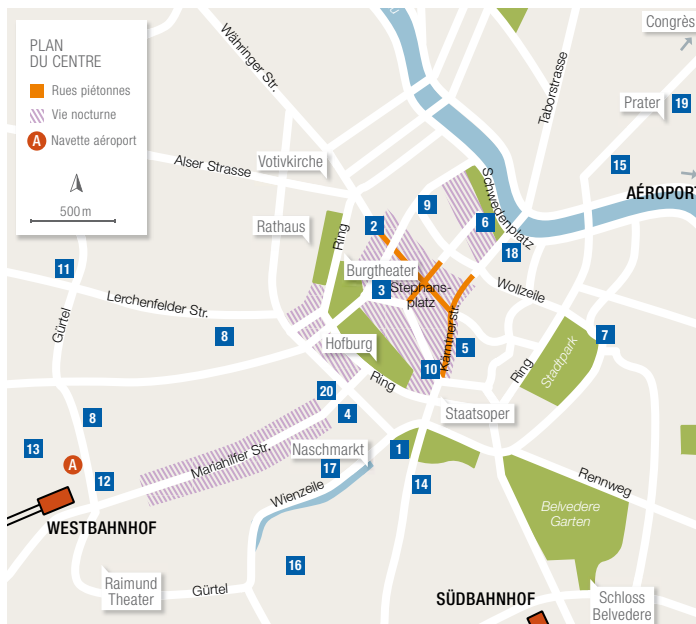 PLAN
DU CENTRE
Rues piétonnes
Vie nocturne
A Navette aéroport
500 m
Congrès
Währinger Str.
Taborstrasse
Prater
19
15
AÉROPORT
Alser Strasse
Votivkirche
Schwedenplatz
9
2
6
18
Rathaus
Ring
Burgtheater
Stephans-
platz
3
Wollzeile
11
Lerchenfelder Str.
Gürtel
8
Hofburg
Kärntnerstr.
5
7
Stadtpark
Ring
Ring
10
20
4
Staatsoper
8
13
A
12
Mariahilfer Str.
Naschmarkt
17
1
14
Wienzeile
Rennweg
WESTBAHNHOF
Belvedere
Garten
16
Raimund
Theater
Gürtel
SÜDBAHNHOF
Schloss
Belvedere